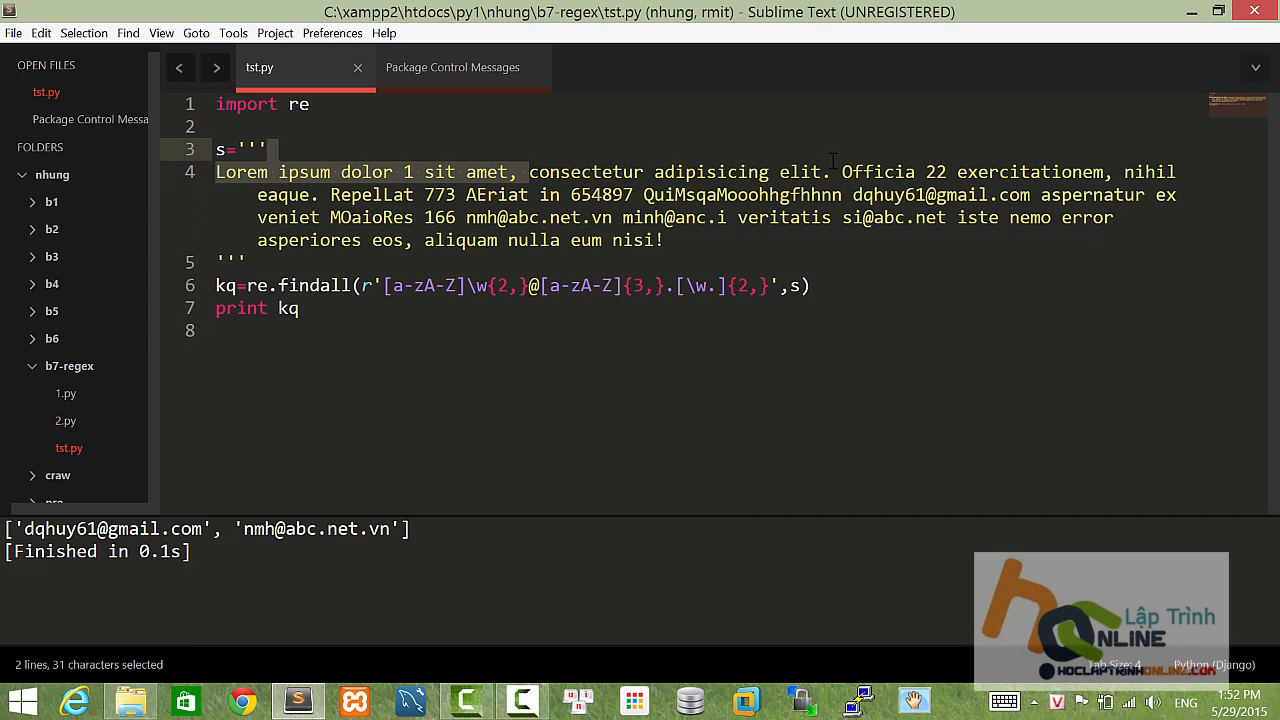 C:\xampp2\htdocs\py1\nhung\b7-regex\tst.py (nhung, rmit) - Sublime Text (UNREGISTERED)
File Edit Selection Find View Goto Tools Project Preferences Help
OPEN FILES
tst.py
Package Control Messa
FOLDERS
nhung
b1
b2
b3
b4
b5
b6
b7-regex
1.py
2.py
tst.py
craw
tst.py
Package Control Messages
1 import re
2
3 s='''
4 Lorem ipsum dolor 1 sit amet, consectetur adipisicing elit. Officia 22 exercitationem, nihil
eaque. RepelLat 773 AEriat in 654897 QuiMsqaMooohhgfhhnn dqhuy61@gmail.com aspernatur ex
veniet MOaioRes 166 nmh@abc.net.vn minh@anc.i veritatis si@abc.net iste nemo error
asperiores eos, aliquam nulla eum nisi!
5 '''
6 kq=re.findall(r'[a-zA-Z]\w{2,}@[a-zA-Z]{3,}.[\w.]{2,}',s)
7 print kq
8
['dqhuy61@gmail.com', 'nmh@abc.net.vn']
[Finished in 0.1s]
Lập Trình
ONLINE
HOCLAPTRINHONLINE.COM
2 lines, 31 characters selected
Tab Size: 4
Python (Django)
ENG
1:52 PM
5/29/2015